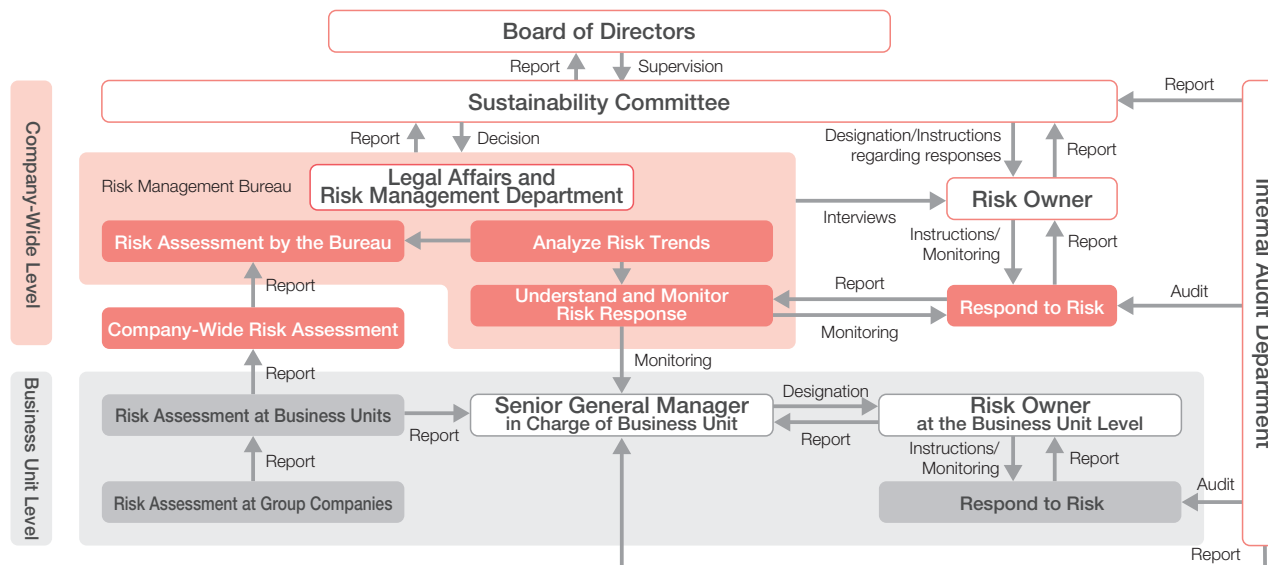 Board of Directors
Report
Supervision
Sustainability Committee
Report
Report
Decision
Designation/Instructions
regarding responses
Report
Company-Wide Level
Risk Management Bureau
Legal Affairs and
Risk Management Department
Interviews
Risk Owner
Risk Assessment by the Bureau
Analyze Risk Trends
Instructions/
Monitoring
Report
Report
Understand and Monitor
Risk Response
Report
Monitoring
Respond to Risk
Audit
Company-Wide Risk Assessment
Internal Audit Department
Monitoring
Report
Business Unit Level
Risk Assessment at Business Units
Report
Senior General Manager
in Charge of Business Unit
Designation
Report
Risk Owner
at the Business Unit Level
Report
Instructions/
Monitoring
Report
Risk Assessment at Group Companies
Respond to Risk
Audit
Report